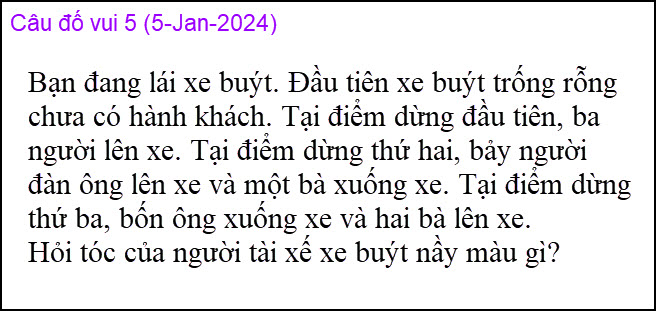 Câu đố vui 5 (5-Jan-2024)
Bạn đang lái xe buýt. Đầu tiên xe buýt trống rỗng
chưa có hành khách. Tại điểm dừng đầu tiên, ba
người lên xe. Tại điểm dừng thứ hai, bảy người
đàn ông lên xe và một bà xuống xe. Tại điểm dừng
thứ ba, bốn ông xuống xe và hai bà lên xe.
Hỏi tóc của người tài xế xe buýt nầy màu gì?